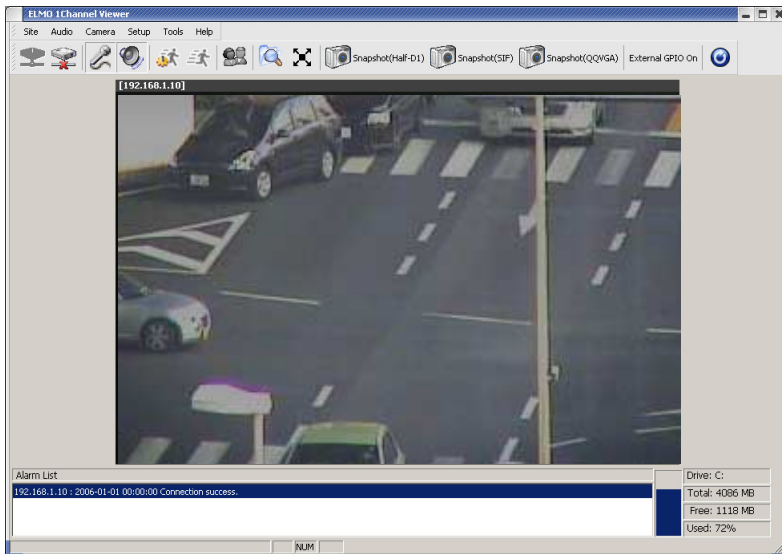 ELMO 1Channel Viewer
Site Audio Camera Setup Tools Help
Snapshot(Half-D1) Snapshot(SIF) Snapshot(QQVGA) External GPIO On
[192.168.1.10]
Alarm List
192.168.1.10 : 2006-01-01 00:00:00 Connection success.
Drive: C:
Total: 4086 MB
Free: 1118 MB
Used: 72%
NUM